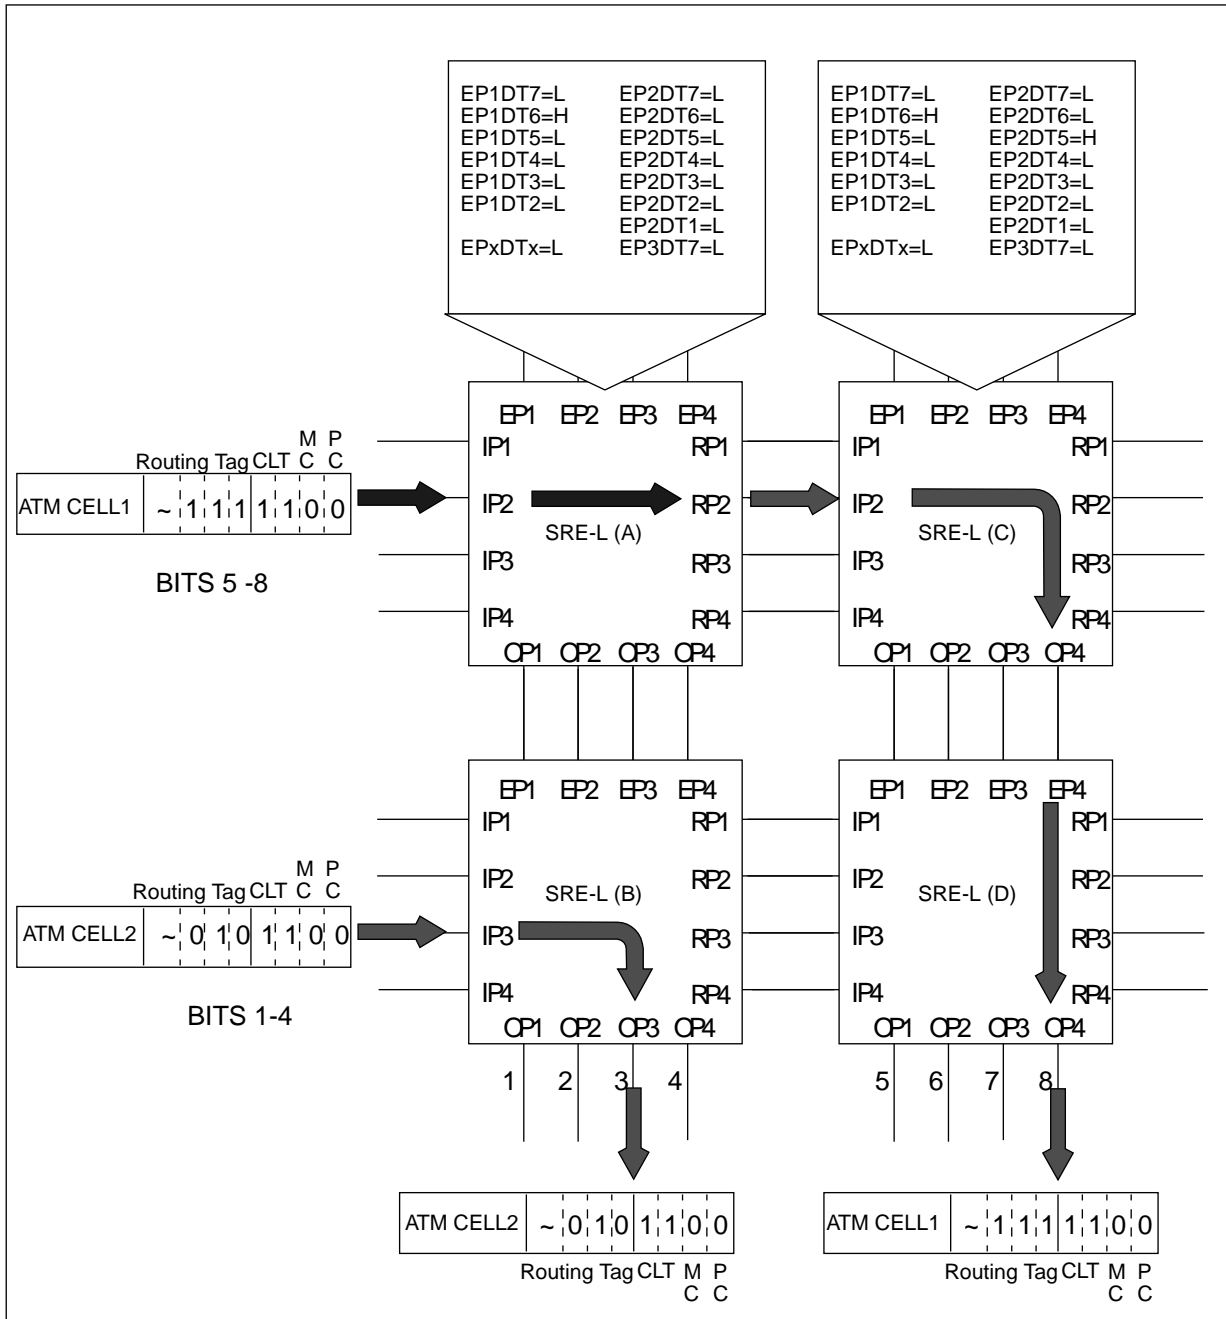 EP1DT7=L EP2DT7=L
EP1DT6=H EP2DT6=L
EP1DT5=L EP2DT5=L
EP1DT4=L EP2DT4=L
EP1DT3=L EP2DT3=L
EP1DT2=L EP2DT2=L
EP2DT1=L
EPxDTx=L EP3DT7=L
EP1DT7=L EP2DT7=L
EP1DT6=H EP2DT6=L
EP1DT5=L EP2DT5=H
EP1DT4=L EP2DT4=L
EP1DT3=L EP2DT3=L
EP1DT2=L EP2DT2=L
EP2DT1=L
EPxDTx=L EP3DT7=L
M P
Routing Tag CLT C C
ATM CELL1 ~ 1 1 1 1 1 0 0
BITS 5 -8
EP1 EP2 EP3 EP4
IP1 RP1
IP2 RP2
SRE-L (A)
IP3 RP3
IP4 RP4
OP1 OP2 OP3 OP4
EP1 EP2 EP3 EP4
IP1 RP1
IP2 RP2
SRE-L (C)
IP3 RP3
IP4 RP4
OP1 OP2 OP3 OP4
M P
Routing Tag CLT C C
ATM CELL2 ~ 0 1 0 1 1 0 0
BITS 1-4
EP1 EP2 EP3 EP4
IP1 RP1
IP2 RP2
SRE-L (B)
IP3 RP3
IP4 RP4
OP1 OP2 OP3 OP4
1 2 3 4
EP1 EP2 EP3 EP4
IP1 RP1
IP2 RP2
SRE-L (D)
IP3 RP3
IP4 RP4
OP1 OP2 OP3 OP4
5 6 7 8
ATM CELL2 ~ 0 1 0 1 1 0 0
Routing Tag CLT M P
C C
ATM CELL1 ~ 1 1 1 1 1 0 0
Routing Tag CLT M P
C C